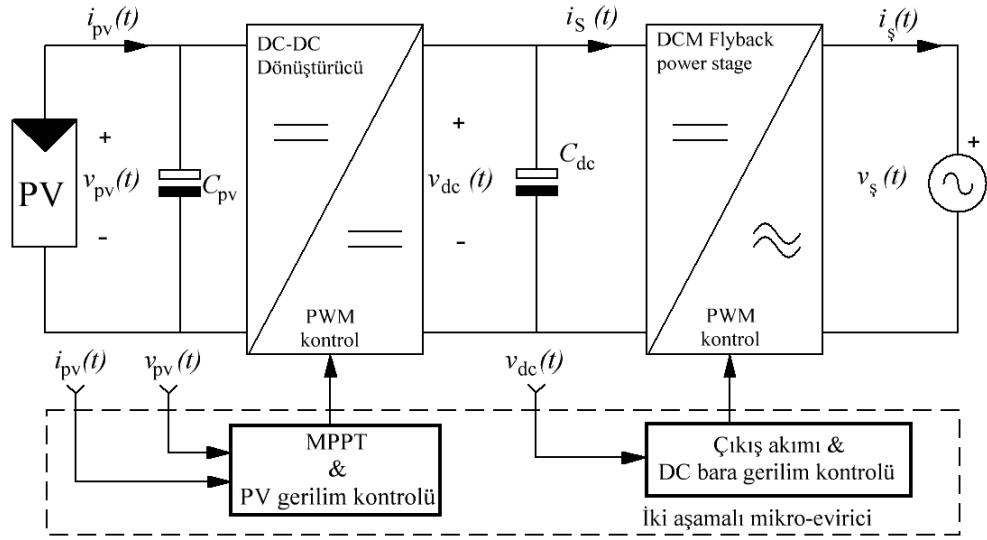 i_pv(t)
i_S(t)
i_ş(t)
DC-DC
Dönüştürücü
DCM Flyback
power stage
PV
+
v_pv(t)
-
C_pv
+
v_dc(t)
-
C_dc
v_ş(t)
+
PWM
kontrol
PWM
kontrol
i_pv(t)
v_pv(t)
v_dc(t)
MPPT
&
PV gerilim kontrolü
Çıkış akımı &
DC bara gerilim kontrolü
İki aşamalı mikro-evirici